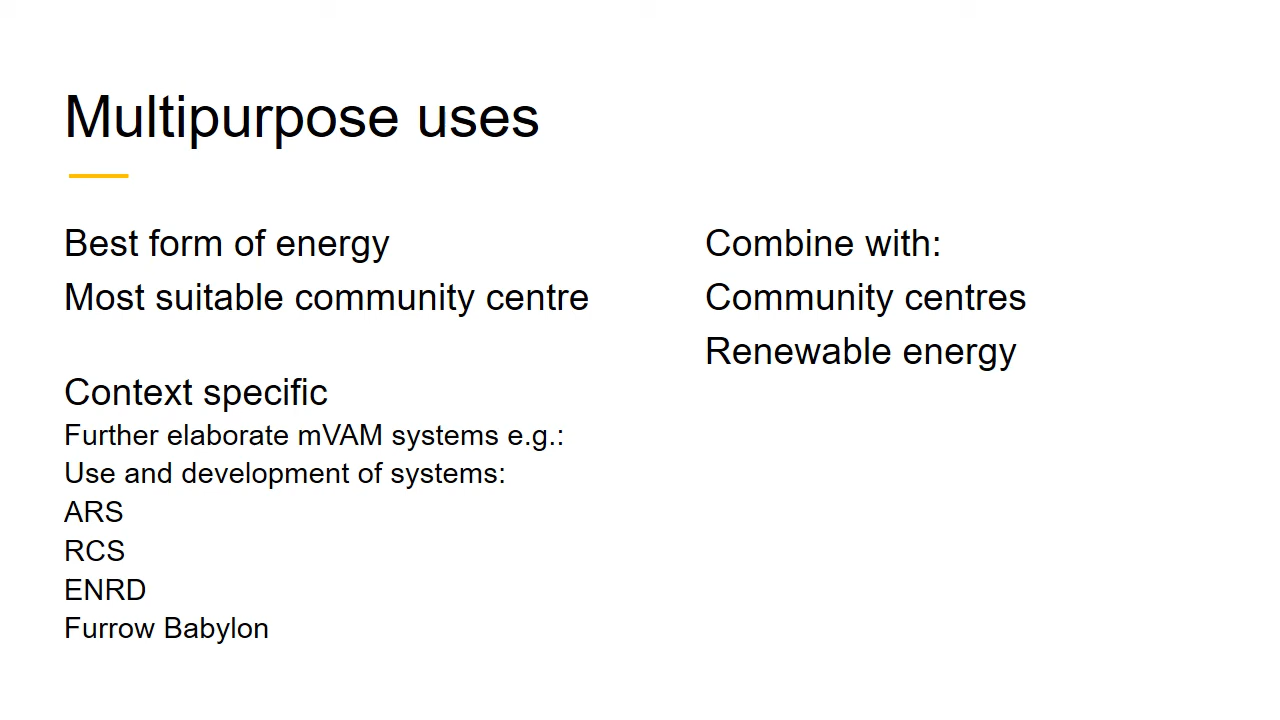 Multipurpose uses
Best form of energy
Most suitable community centre
Context specific
Further elaborate mVAM systems e.g.:
Use and development of systems:
ARS
RCS
ENRD
Furrow Babylon
Combine with:
Community centres
Renewable energy